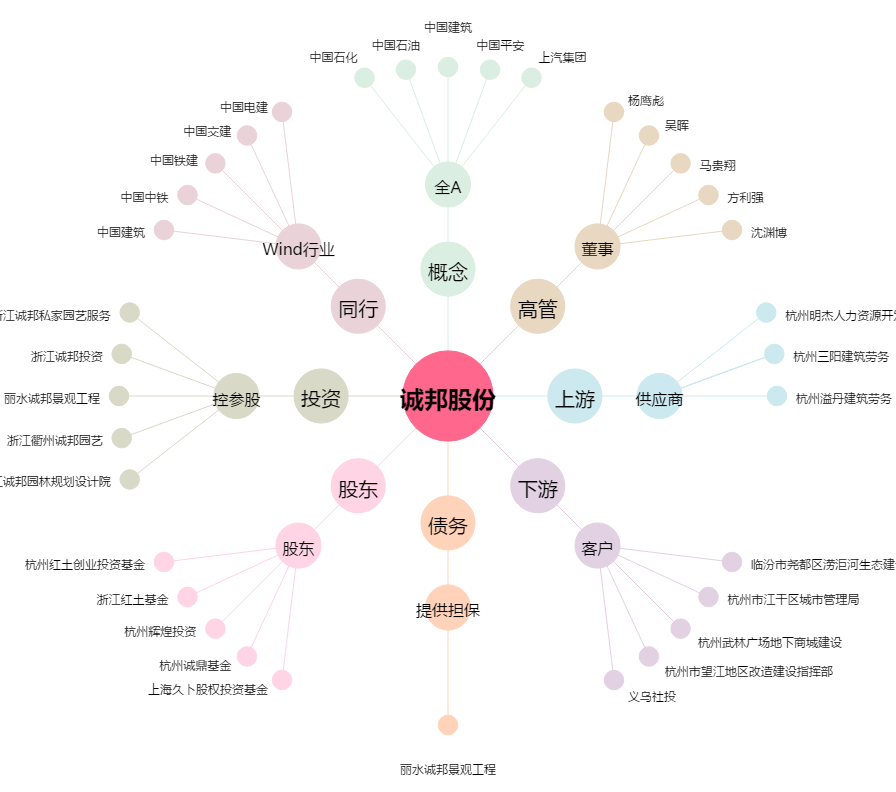 中国建筑
中国石油
中国平安
中国石化
上汽集团
中国电建
杨鹰彪
中国交建
吴晖
中国铁建
马贵翔
全A
中国中铁
方利强
中国建筑
沈渊博
Wind行业
董事
概念
同行
高管
浙江诚邦私家园艺服务
杭州明杰人力资源开发
浙江诚邦投资
杭州三阳建筑劳务
丽水诚邦景观工程
控参股
投资
诚邦股份
上游
供应商
杭州溢丹建筑劳务
浙江衢州诚邦园艺
江诚邦园林规划设计院
股东
下游
债务
股东
客户
杭州红土创业投资基金
临汾市尧都区涝洰河生态建
浙江红土基金
杭州市江干区城市管理局
提供担保
杭州辉煌投资
杭州武林广场地下商城建设
杭州诚鼎基金
杭州市望江地区改造建设指挥部
上海久卜股权投资基金
义乌社投
丽水诚邦景观工程